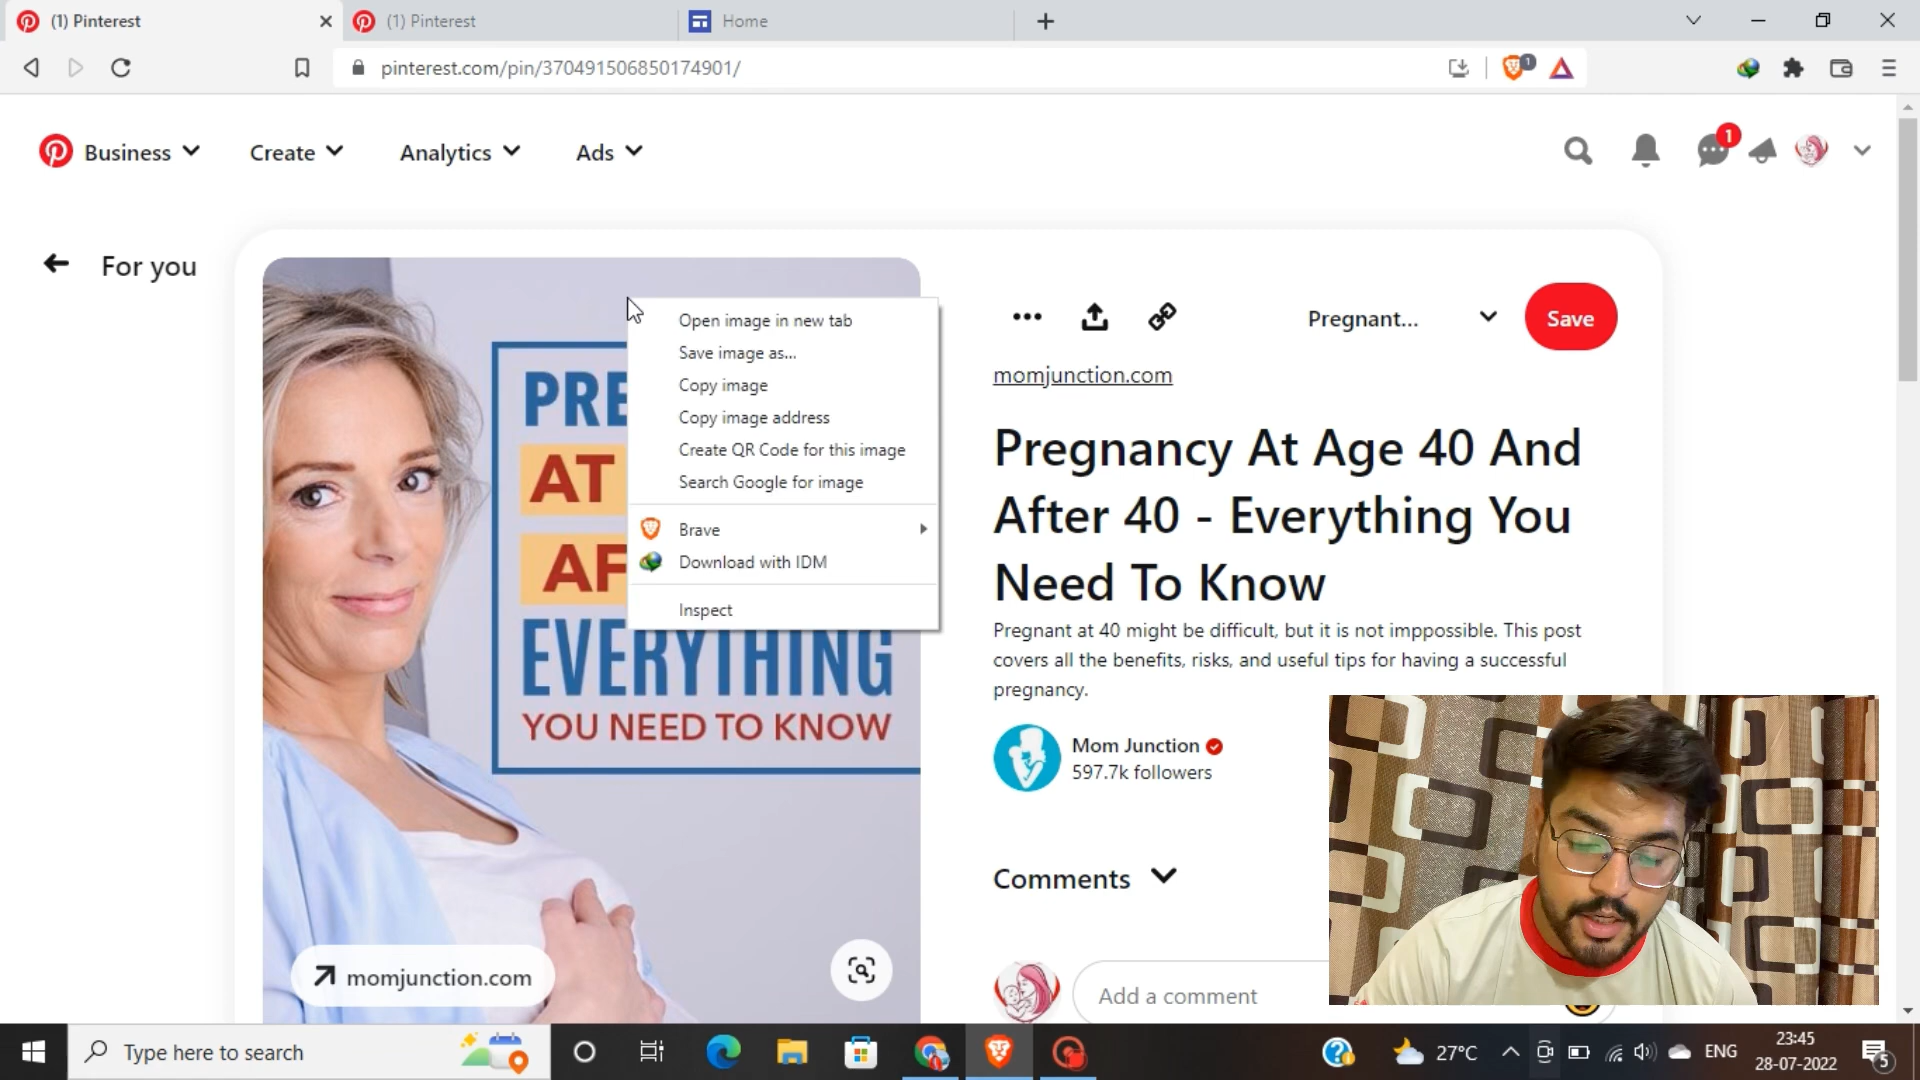 (1) Pinterest
(1) Pinterest
Home
pinterest.com/pin/370491506850174901/
1
Business
Create
Analytics
Ads
1
For you
PRE
AT
AF
EVERYTHING
YOU NEED TO KNOW
momjunction.com
Open image in new tab
Save image as...
Copy image
Copy image address
Create QR Code for this image
Search Google for image
Brave
Download with IDM
Inspect
Pregnant...
Save
momjunction.com
Pregnancy At Age 40 And
After 40 - Everything You
Need To Know
Pregnant at 40 might be difficult, but it is not imppossible. This post
covers all the benefits, risks, and useful tips for having a successful
pregnancy.
Mom Junction
597.7k followers
Comments
Add a comment
Type here to search
27°C
ENG
23:45
28-07-2022
5